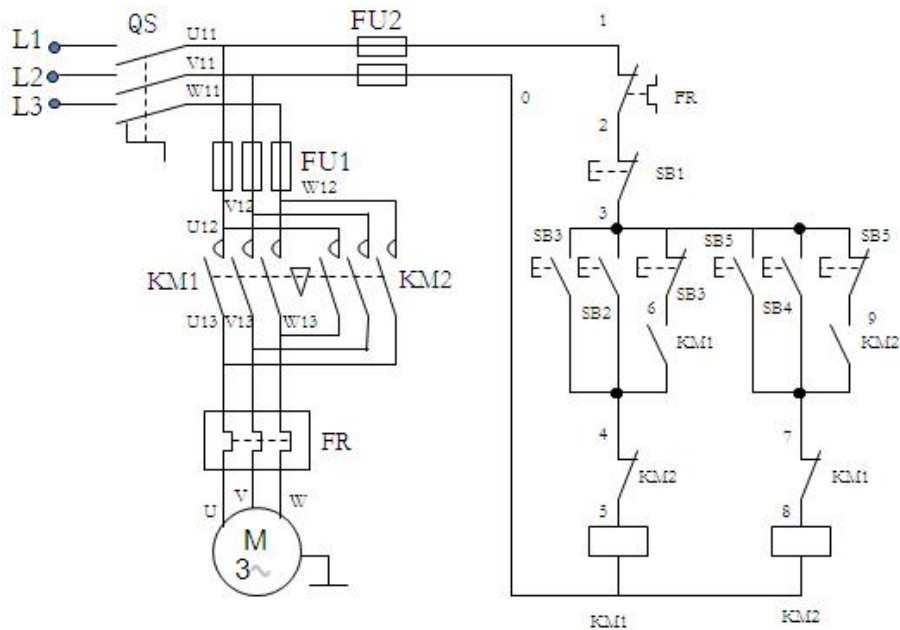 L1
QS
U11
FU2
1
L2
V11
L3
W11
0
FR
2
FU1
W12
SB1
V12
3
U12
SB3
SB5
SB5
KM1
KM2
SB3
SB2
SB4
6
9
U13
V13
W13
KM1
KM2
4
7
FR
KM2
KM1
U
V
W
5
8
M
3~
KM1
KM2